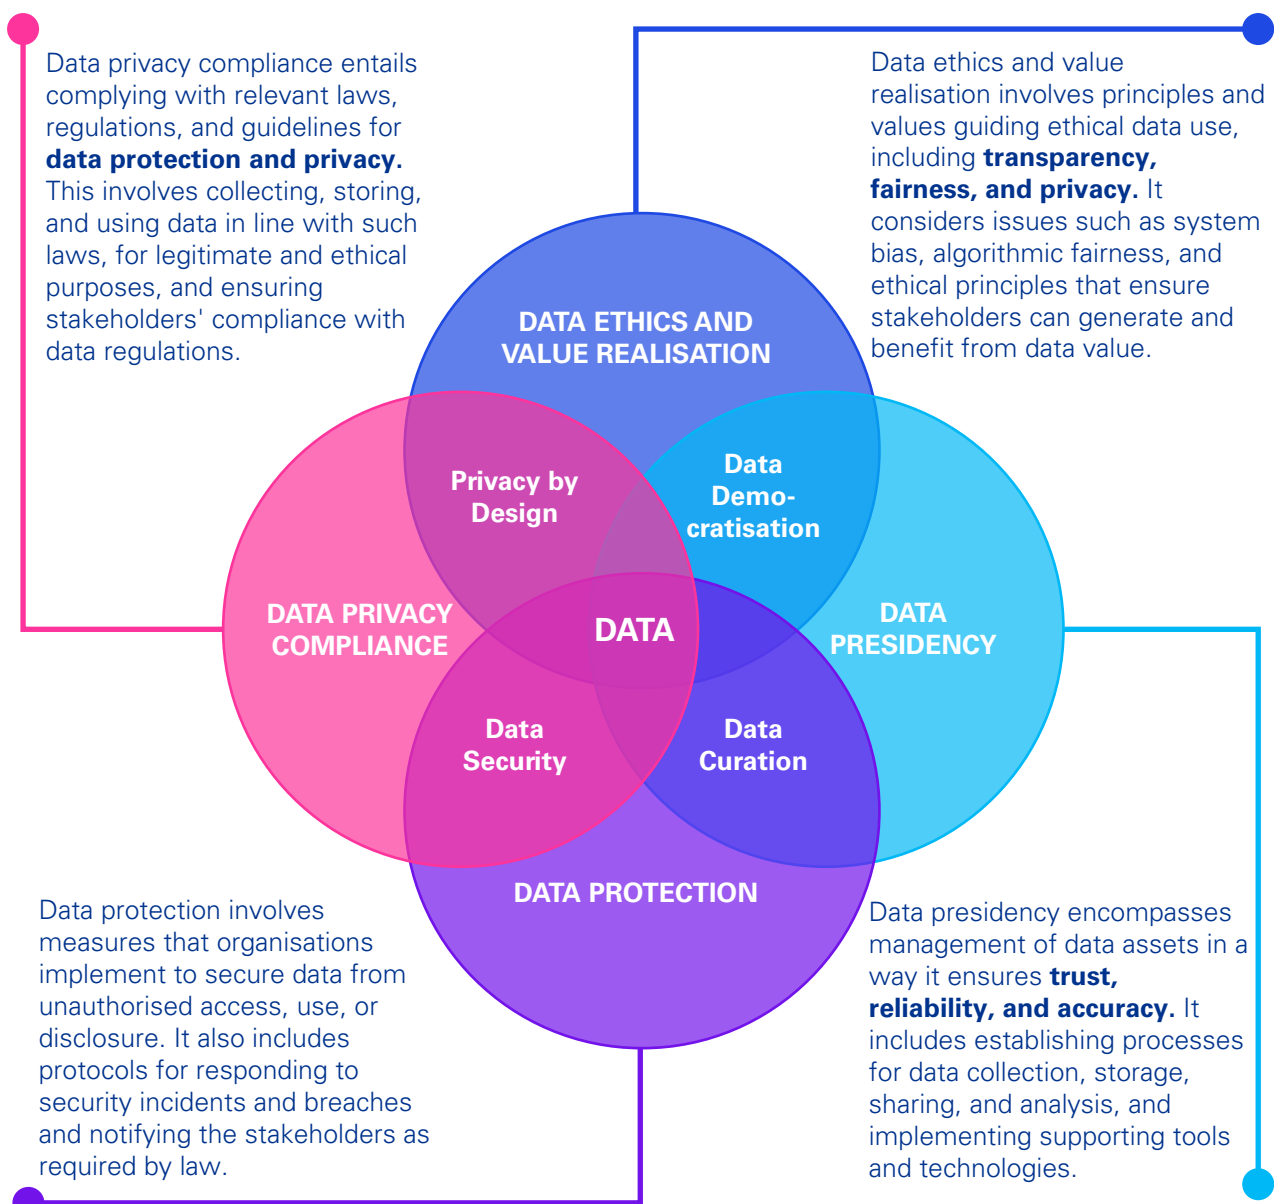 Data privacy compliance entails
complying with relevant laws,
regulations, and guidelines for
data protection and privacy.
This involves collecting, storing,
and using data in line with such
laws, for legitimate and ethical
purposes, and ensuring
stakeholders' compliance with
data regulations.
Data ethics and value
realisation involves principles and
values guiding ethical data use,
including transparency,
fairness, and privacy. It
considers issues such as system
bias, algorithmic fairness, and
ethical principles that ensure
stakeholders can generate and
benefit from data value.
DATA ETHICS AND
VALUE REALISATION
Privacy by
Design
Data
Demo-
cratisation
DATA PRIVACY
COMPLIANCE
DATA
DATA
PRESIDENCY
Data
Security
Data
Curation
DATA PROTECTION
Data protection involves
measures that organisations
implement to secure data from
unauthorised access, use, or
disclosure. It also includes
protocols for responding to
security incidents and breaches
and notifying the stakeholders as
required by law.
Data presidency encompasses
management of data assets in a
way it ensures trust,
reliability, and accuracy. It
includes establishing processes
for data collection, storage,
sharing, and analysis, and
implementing supporting tools
and technologies.